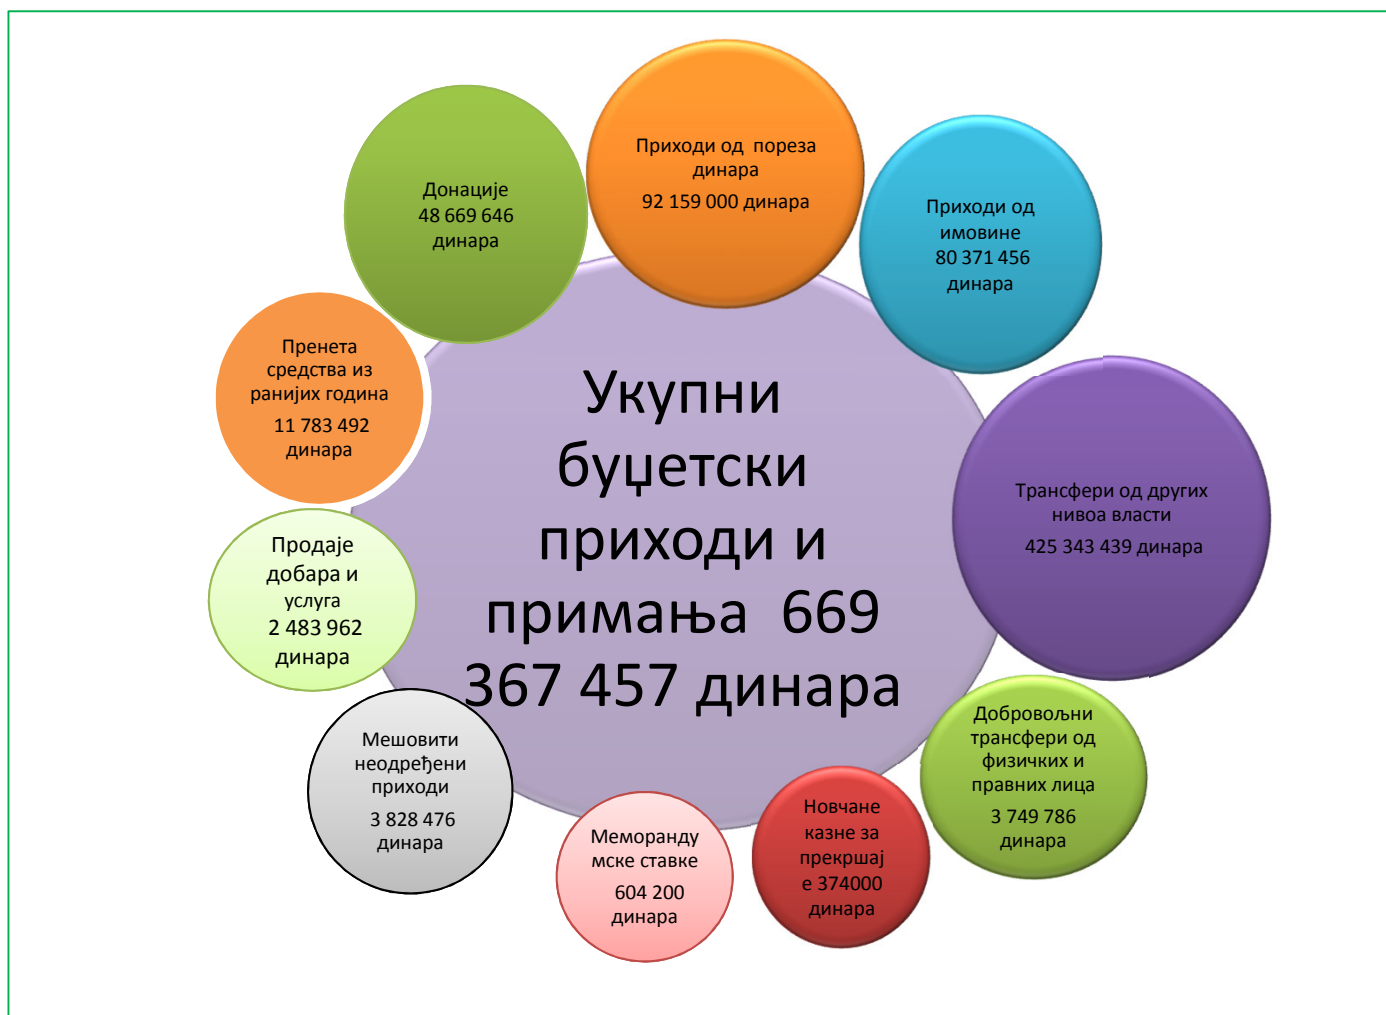 Приходи од пореза
динара
92 159 000 динара
Приходи од
имовине
80 371 456
динара
Трансфери од других
нивоа власти
425 343 439 динара
Добровољни
трансфери од
физичких и
правних лица
3 749 786
динара
Новчане
казне за
прекршај
е 374000
динара
Меморанду
мске ставке
604 200
динара
Мешовити
неодређени
приходи
3 828 476
динара
Продаје
добара и
услуга
2 483 962
динара
Пренета
средства из
ранијих година
11 783 492
динара
Донације
48 669 646
динара
Укупни
буџетски
приходи и
примања 669
367 457 динара